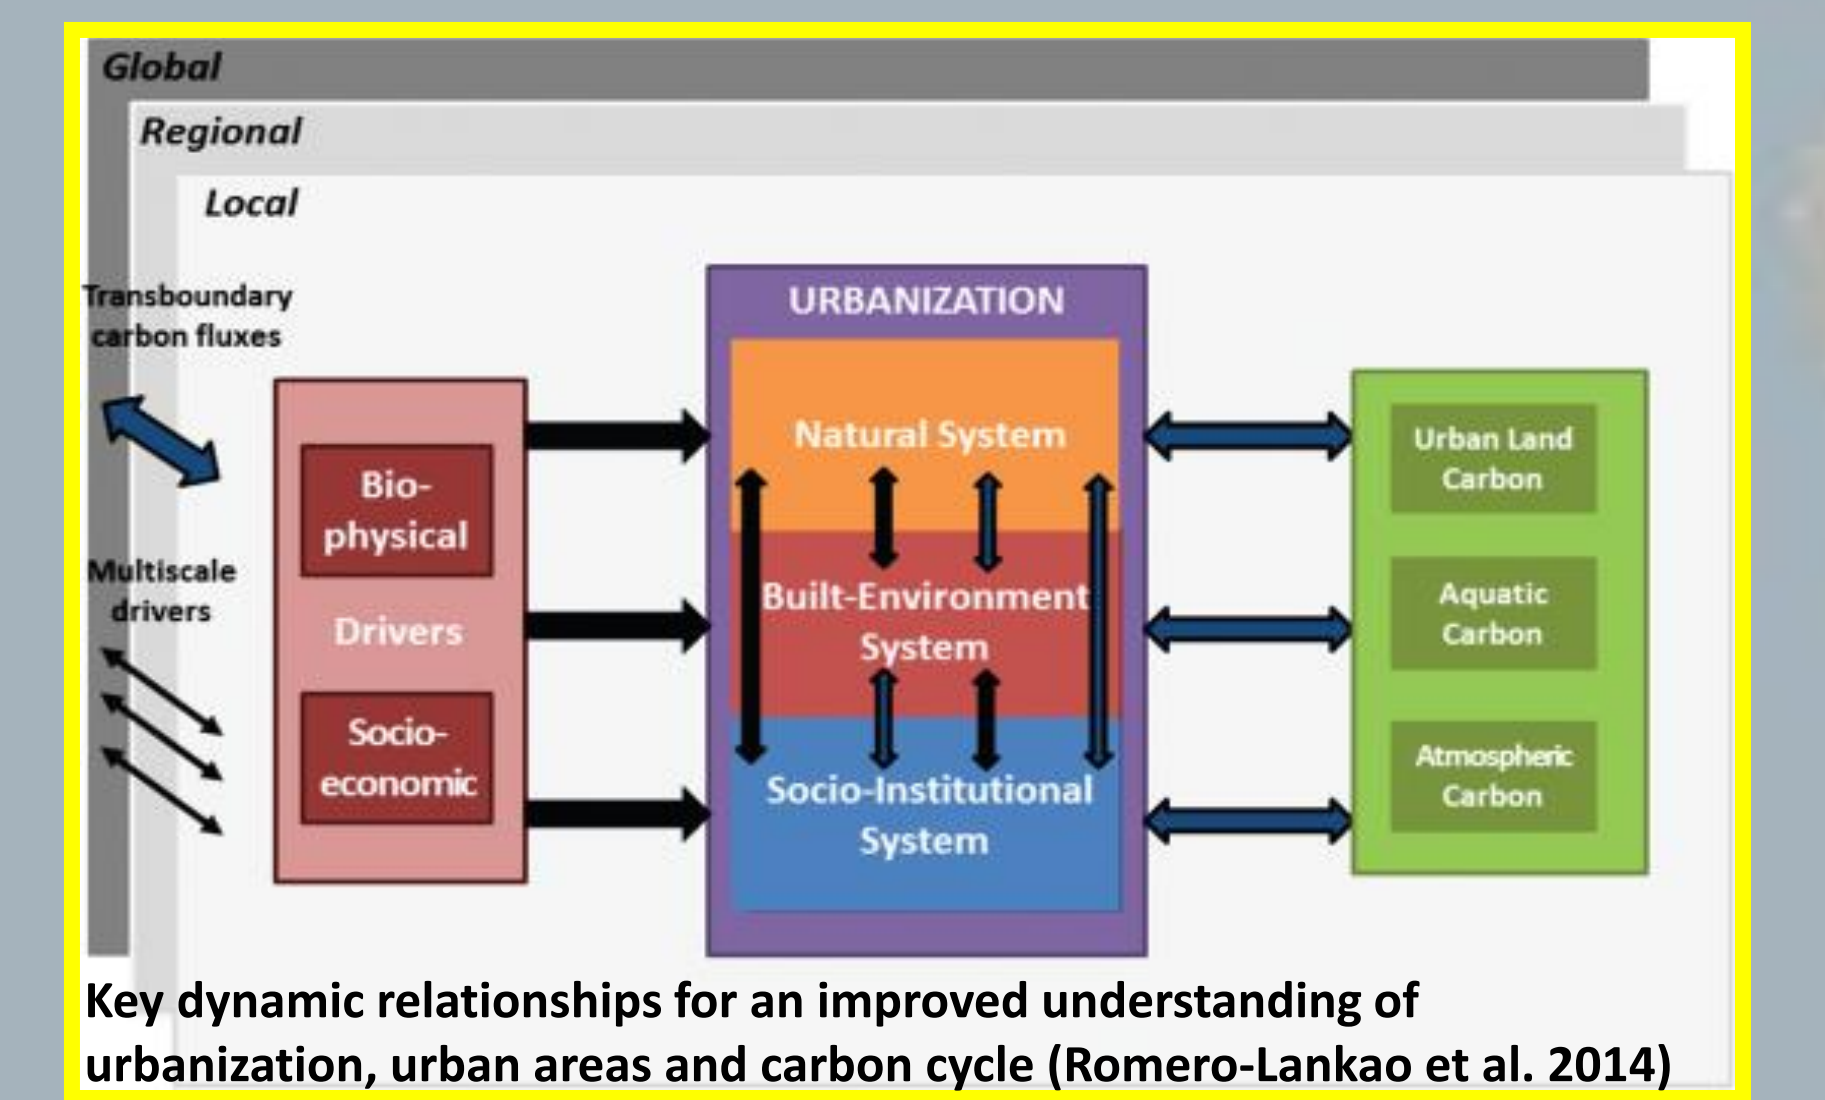 Global
Regional
Local
Transboundary
carbon fluxes
Multiscale
drivers
Bio-
physical
Drivers
Socio-
economic
URBANIZATION
Natural System
Built-Environment
System
Socio-Institutional
System
Urban Land
Carbon
Aquatic
Carbon
Atmospheric
Carbon
Key dynamic relationships for an improved understanding of
urbanization, urban areas and carbon cycle (Romero-Lankao et al. 2014)